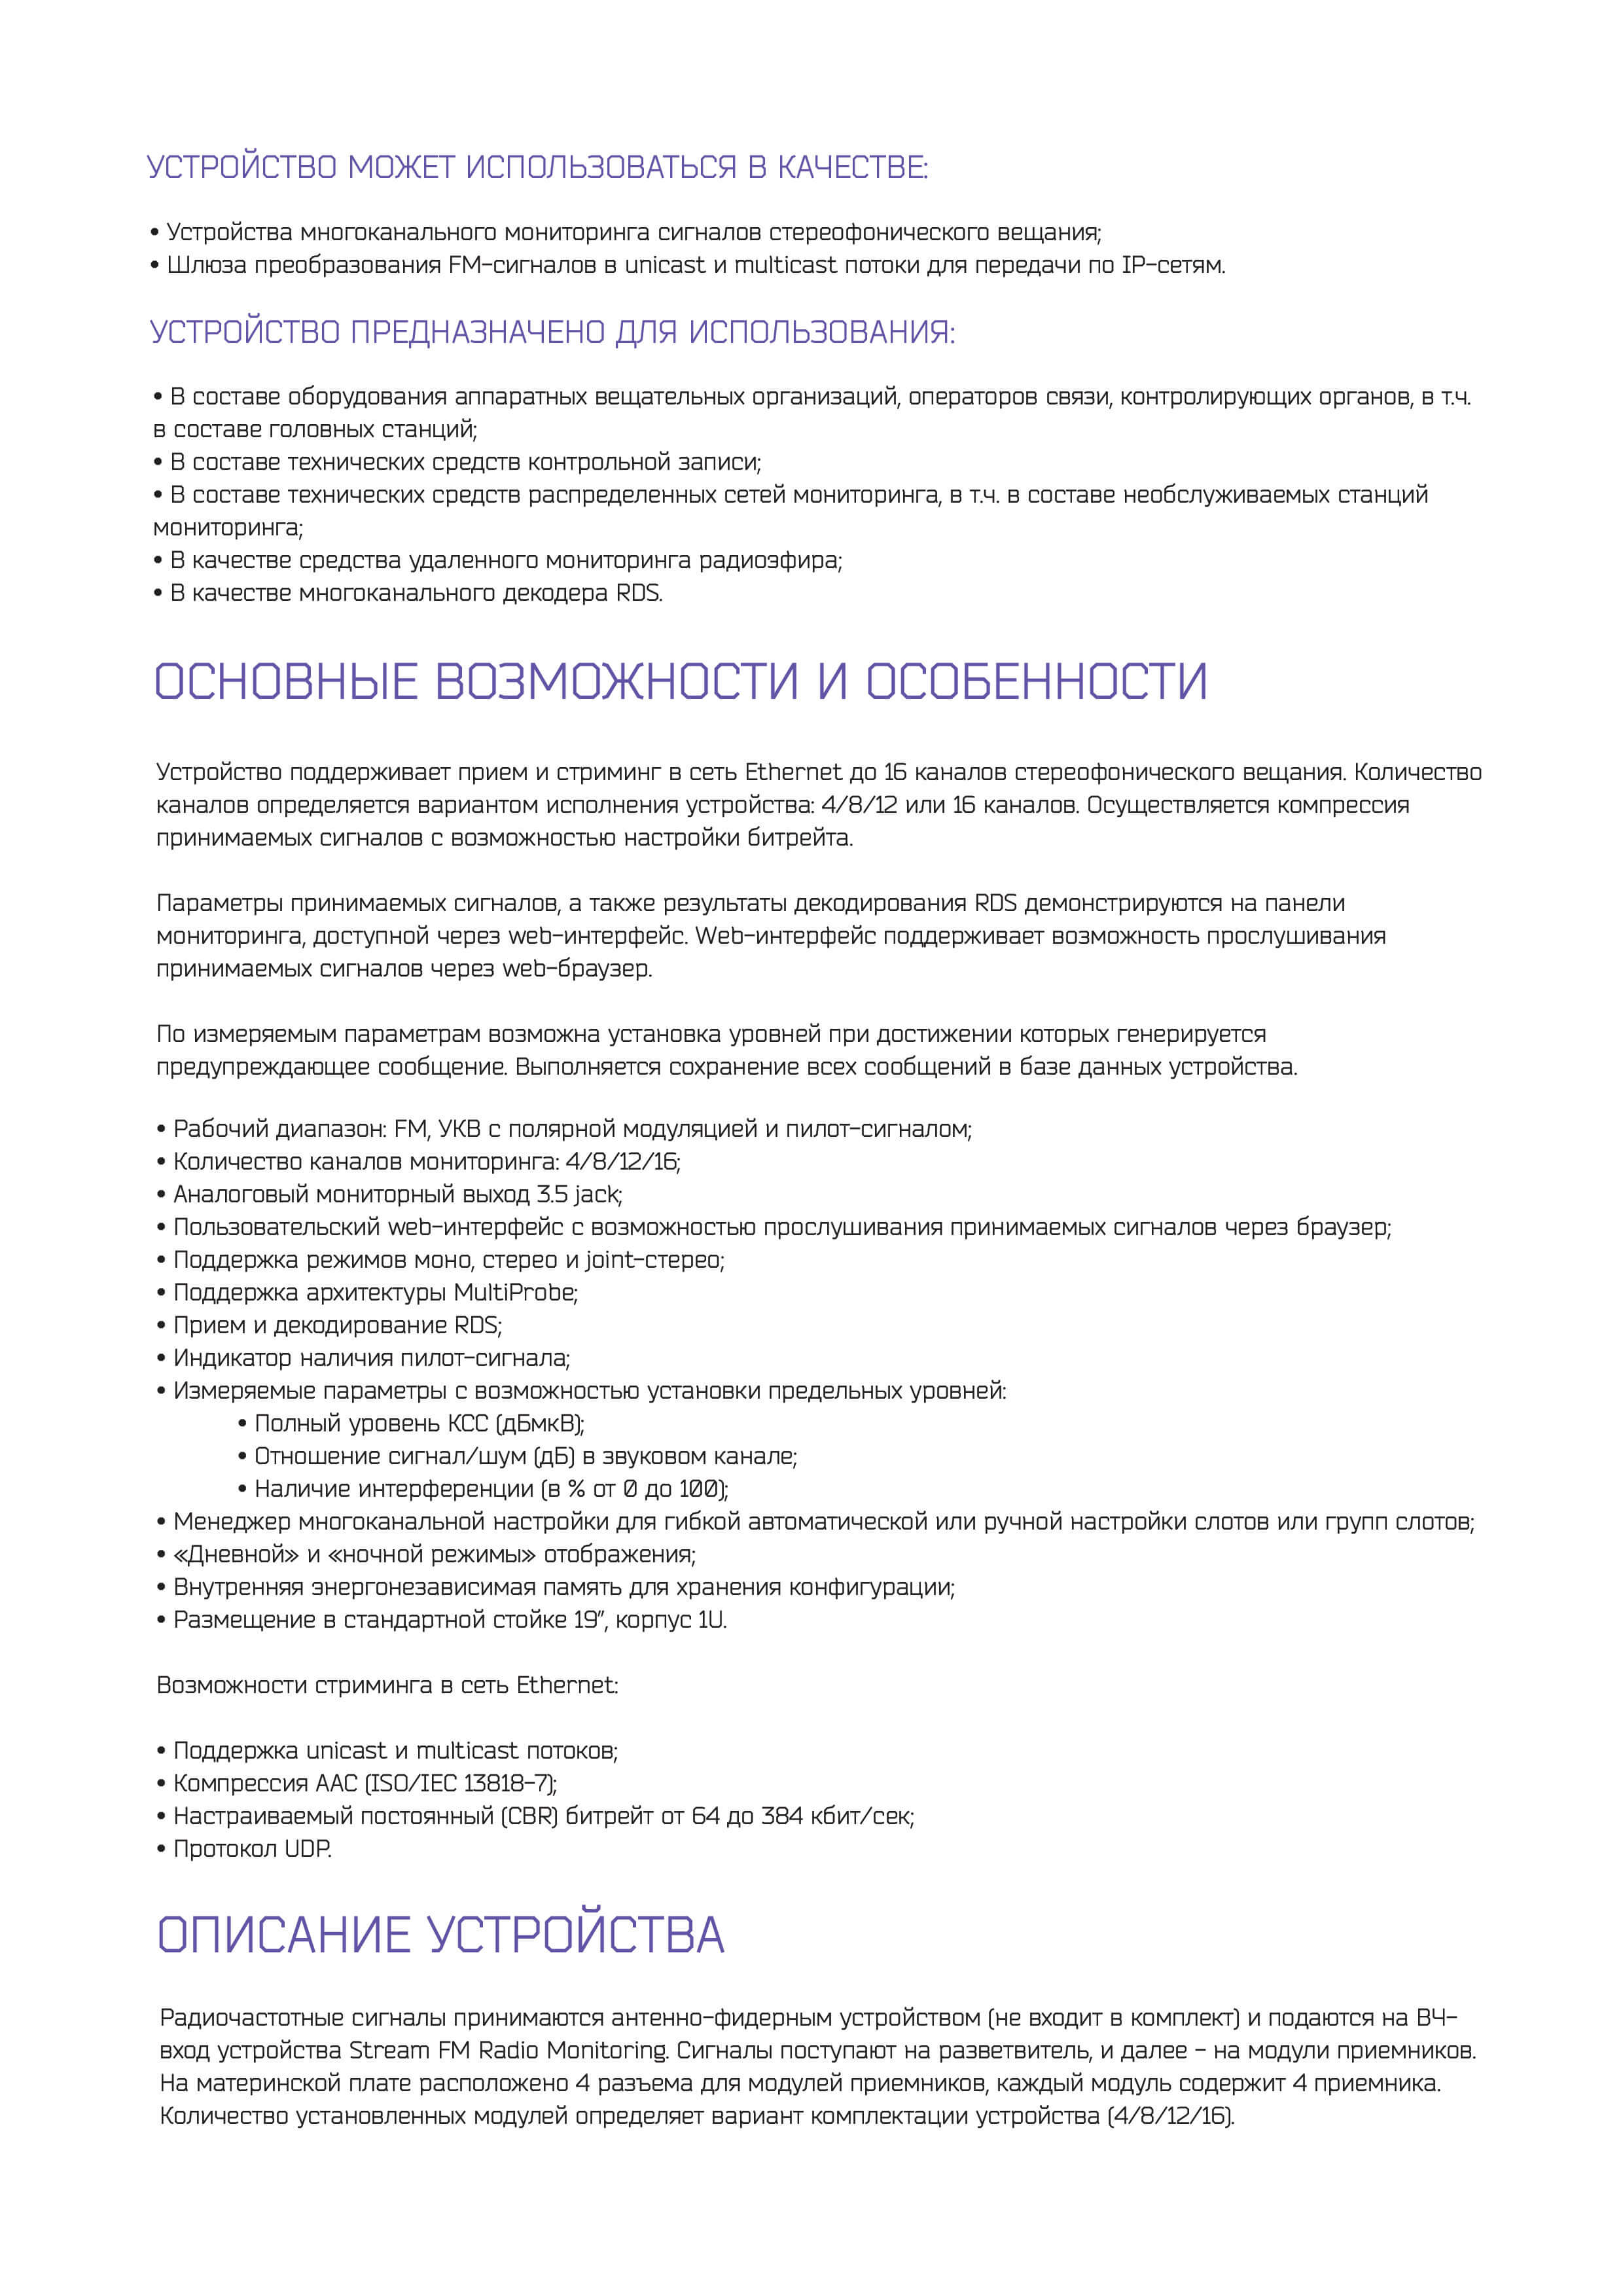 УСТРОЙСТВО МОЖЕТ ИСПОЛЬЗОВАТЬСЯ В КАЧЕСТВЕ:
• Устройства многоканального мониторинга сигналов стереофонического вещания;
• Шлюза преобразования FM-сигналов в unicast и multicast потоки для передачи по IP-сетям.
УСТРОЙСТВО ПРЕДНАЗНАЧЕНО ДЛЯ ИСПОЛЬЗОВАНИЯ:
• В составе оборудования аппаратных вещательных организаций, операторов связи, контролирующих органов, в т.ч.
в составе головных станций;
• В составе технических средств контрольной записи;
• В составе технических средств распределенных сетей мониторинга, в т.ч. в составе необслуживаемых станций
мониторинга;
• В качестве средства удаленного мониторинга радиоэфира;
• В качестве многоканального декодера RDS.
ОСНОВНЫЕ ВОЗМОЖНОСТИ И ОСОБЕННОСТИ
Устройство поддерживает прием и стриминг в сеть Ethernet до 16 каналов стереофонического вещания. Количество
каналов определяется вариантом исполнения устройства: 4/8/12 или 16 каналов. Осуществляется компрессия
принимаемых сигналов с возможностью настройки битрейта.
Параметры принимаемых сигналов, а также результаты декодирования RDS демонстрируются на панели
мониторинга, доступной через web-интерфейс. Web-интерфейс поддерживает возможность прослушивания
принимаемых сигналов через web-браузер.
По измеряемым параметрам возможна установка уровней при достижении которых генерируется
предупреждающее сообщение. Выполняется сохранение всех сообщений в базе данных устройства.
• Рабочий диапазон: FM, УКВ с полярной модуляцией и пилот-сигналом;
• Количество каналов мониторинга: 4/8/12/16;
• Аналоговый мониторный выход 3.5 jack;
• Пользовательский web-интерфейс с возможностью прослушивания принимаемых сигналов через браузер;
• Поддержка режимов моно, стерео и joint-стерео;
• Поддержка архитектуры MultiProbe;
• Прием и декодирование RDS;
• Индикатор наличия пилот-сигнала;
• Измеряемые параметры с возможностью установки предельных уровней:
• Полный уровень КСС (дБмкВ);
• Отношение сигнал/шум (дБ) в звуковом канале;
• Наличие интерференции (в % от 0 до 100);
• Менеджер многоканальной настройки для гибкой автоматической или ручной настройки слотов или групп слотов;
• «Дневной» и «ночной режимы» отображения;
• Внутренняя энергонезависимая память для хранения конфигурации;
• Размещение в стандартной стойке 19”, корпус 1U.
Возможности стриминга в сеть Ethernet:
• Поддержка unicast и multicast потоков;
• Компрессия AAC (ISO/IEC 13818-7);
• Настраиваемый постоянный (CBR) битрейт от 64 до 384 кбит/сек;
• Протокол UDP.
ОПИСАНИЕ УСТРОЙСТВА
Радиочастотные сигналы принимаются антенно-фидерным устройством (не входит в комплект) и подаются на ВЧ-
вход устройства Stream FM Radio Monitoring. Сигналы поступают на разветвитель, и далее – на модули приемников.
На материнской плате расположено 4 разъема для модулей приемников, каждый модуль содержит 4 приемника.
Количество установленных модулей определяет вариант комплектации устройства (4/8/12/16).